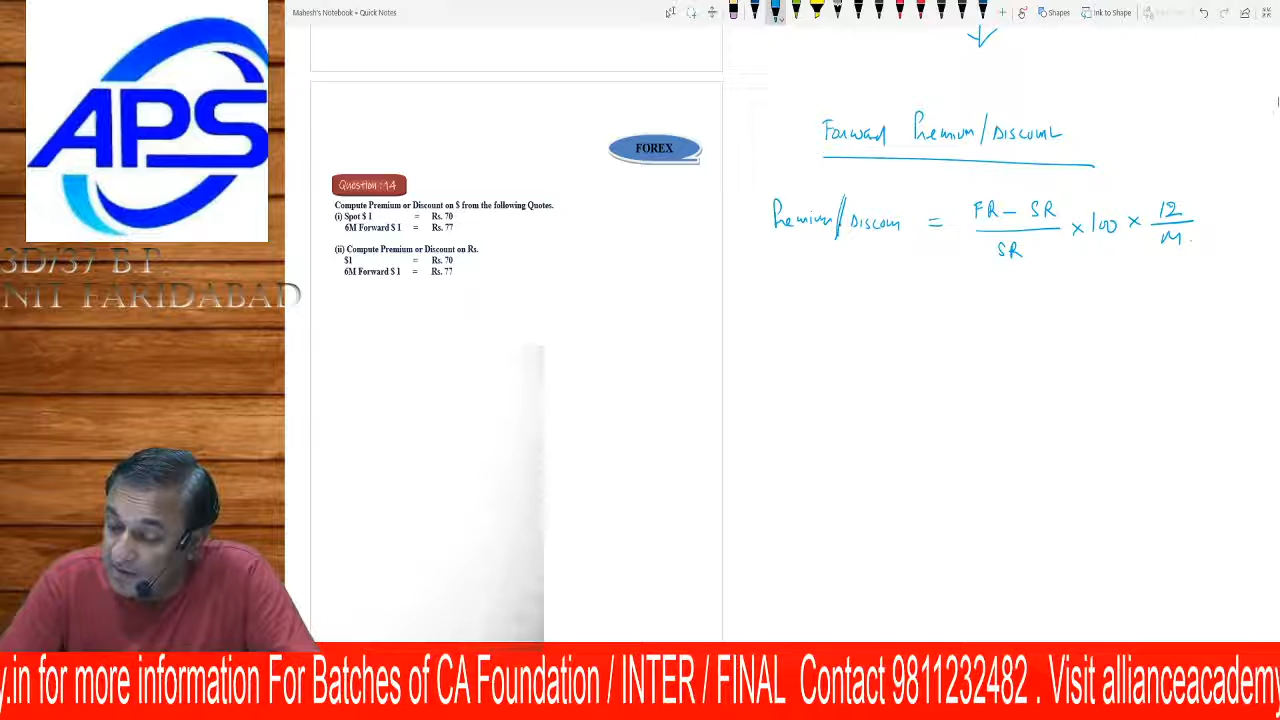 Mahesh's Notebook • Quick Notes
Ink to Shape
APS
3D/37 B.P.
NIT FARIDABAD
FOREX
Question : 14
Compute Premium or Discount on $ from the following Quotes.
(i) Spot $ 1 = Rs. 70
6M Forward $ 1 = Rs. 77
(ii) Compute Premium or Discount on Rs.
$1 = Rs. 70
6M Forward $ 1 = Rs. 77
Forward Premium/Discount
Premium/Discount = FR - SR / SR × 100 × 12 / M.
y.in for more information For Batches of CA Foundation / INTER / FINAL Contact 9811232482 . Visit allianceacademy